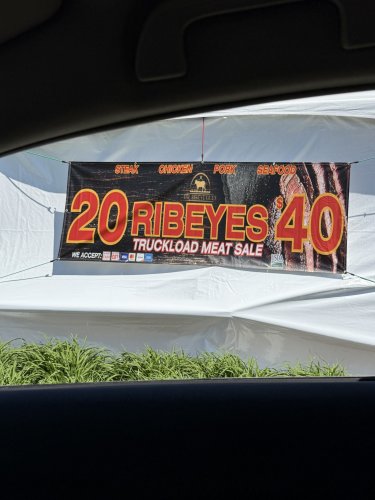 STEAK CHICKEN PORK SEAFOOD
20 RIBEYES $40
TRUCKLOAD MEAT SALE
WE ACCEPT: